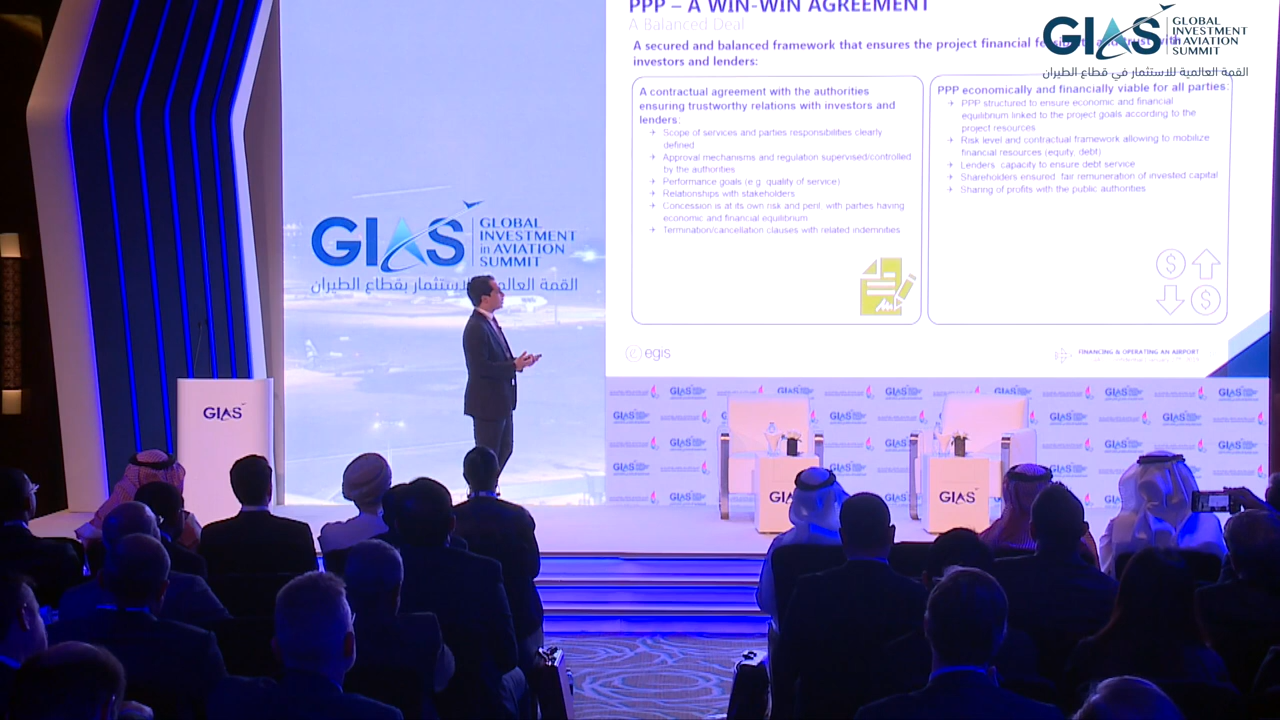 PPP – A WIN-WIN AGREEMENT
A Balanced Deal
A secured and balanced framework that ensures the project financial and trust with
investors and lenders:
A contractual agreement with the authorities
ensuring trustworthy relations with investors and
lenders:
Scope of services and parties responsibilities clearly
defined
Approval mechanisms and regulation supervised/controlled
by the authorities
Performance goals (e.g. quality of service)
Relationships with stakeholders
Concession is at its own risk and peril, with parties having
economic and financial equilibrium
Termination/cancellation clauses with related indemnities
PPP economically and financially viable for all parties:
PPP structured to ensure economic and financial
equilibrium linked to the project goals according to the
project resources
Risk level and contractual framework allowing to mobilize
financial resources (equity, debt)
Lenders capacity to ensure debt service
Shareholders ensured fair remuneration of invested capital
Sharing of profits with the public authorities
egis
FINANCING & OPERATING AN AIRPORT
GIAS
GLOBAL
INVESTMENT
IN AVIATION
SUMMIT
القمة العالمية للاستثمار في قطاع الطيران
GIAS
GLOBAL
INVESTMENT
in AVIATION
SUMMIT
القمة العالمية للاستثمار بقطاع الطيران
GIAS
GIAS